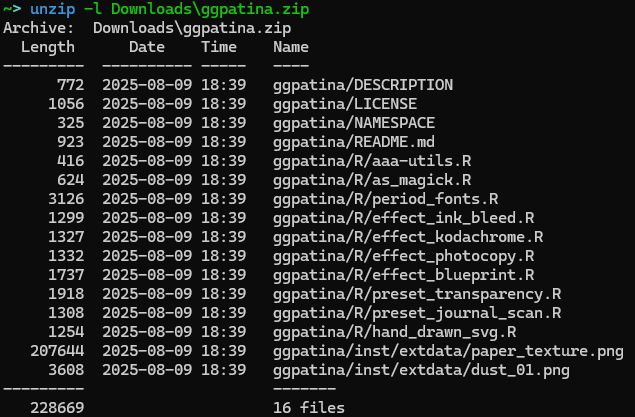 ~> unzip -l Downloads\ggpatina.zip
Archive:  Downloads\ggpatina.zip
  Length      Date    Time    Name
---------  ---------- -----   ----
      772  2025-08-09 18:39   ggpatina/DESCRIPTION
     1056  2025-08-09 18:39   ggpatina/LICENSE
      325  2025-08-09 18:39   ggpatina/NAMESPACE
      923  2025-08-09 18:39   ggpatina/README.md
      416  2025-08-09 18:39   ggpatina/R/aaa-utils.R
      624  2025-08-09 18:39   ggpatina/R/as_magick.R
     3126  2025-08-09 18:39   ggpatina/R/period_fonts.R
     1299  2025-08-09 18:39   ggpatina/R/effect_ink_bleed.R
     1327  2025-08-09 18:39   ggpatina/R/effect_kodachrome.R
     1332  2025-08-09 18:39   ggpatina/R/effect_photocopy.R
     1737  2025-08-09 18:39   ggpatina/R/effect_blueprint.R
     1918  2025-08-09 18:39   ggpatina/R/preset_transparency.R
     1308  2025-08-09 18:39   ggpatina/R/preset_journal_scan.R
     1254  2025-08-09 18:39   ggpatina/R/hand_drawn_svg.R
   207644  2025-08-09 18:39   ggpatina/inst/extdata/paper_texture.png
     3608  2025-08-09 18:39   ggpatina/inst/extdata/dust_01.png
---------                     -------
   228669                     16 files